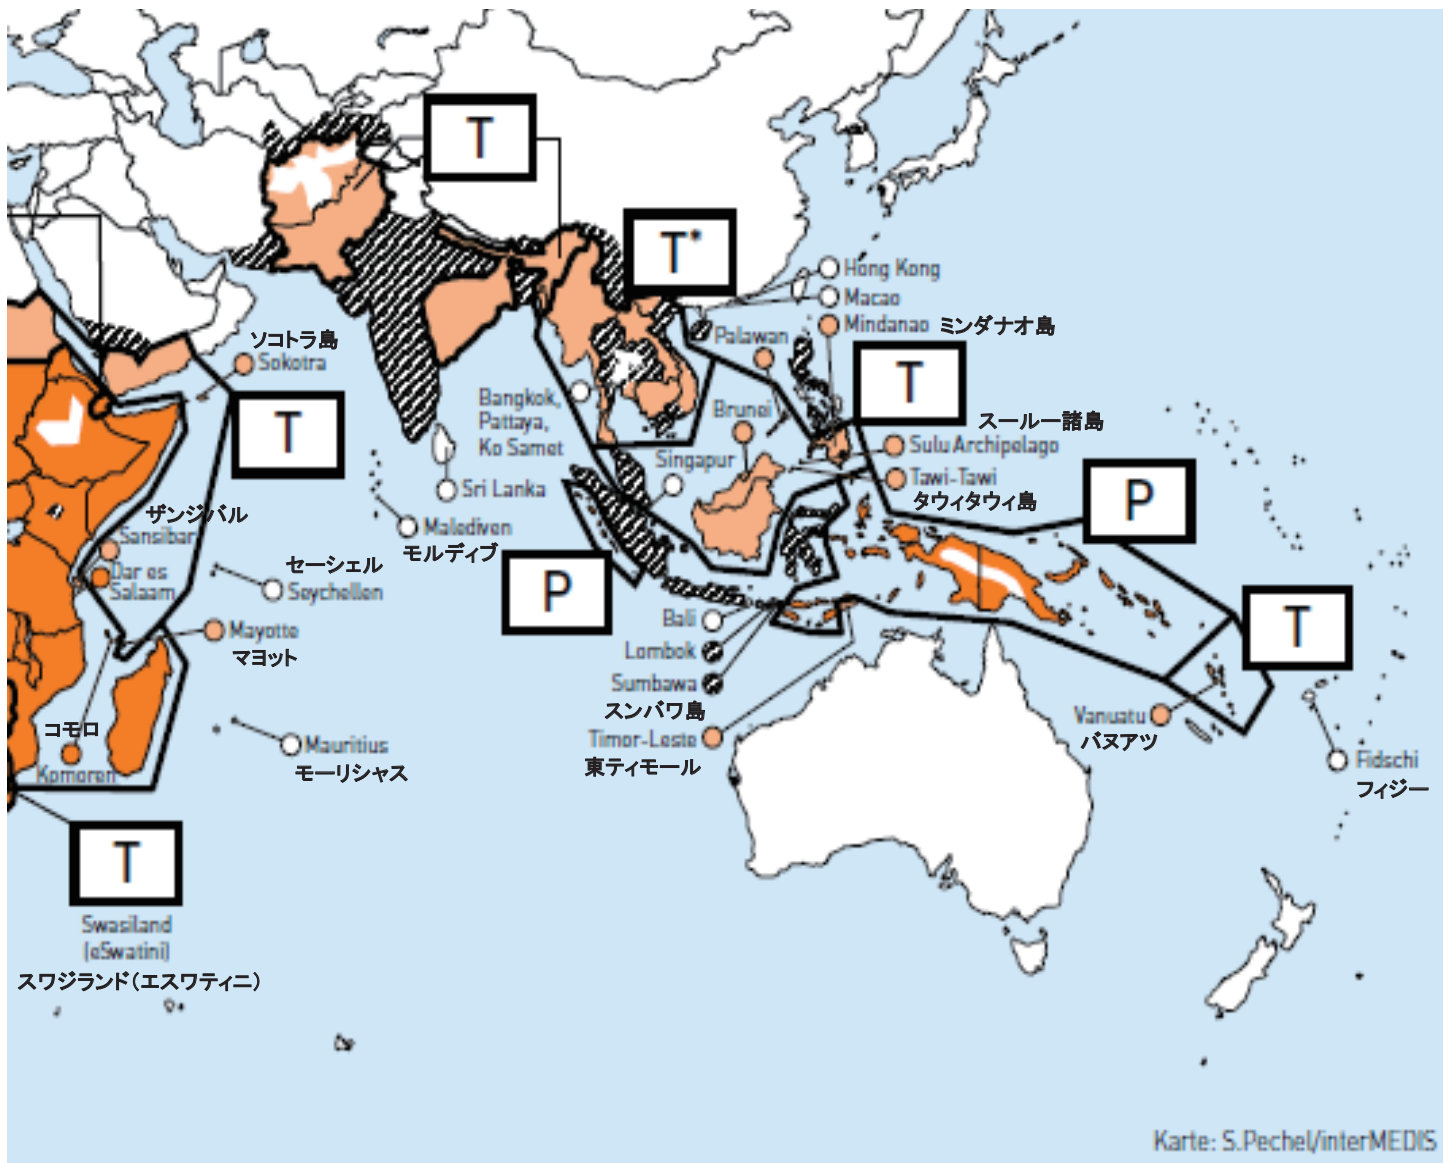 T
T*
Hong Kong
Macao
Mindanao ミンダナオ島
Palawan
ソコトラ島
Sokotra
T
T
Bangkok,
Pattaya,
Ko Samet
Brunei
スールー諸島
Sulu Archipelago
Singapur
Tawi-Tawi
タウィタウィ島
Sri Lanka
P
ザンジバル
Sansibar
Malediven
モルディブ
Dar es
Salaam
セーシェル
Seychellen
P
Bali
T
Mayotte
マヨット
Lombok
Sumbawa
スンバワ島
コモロ
Komoren
Mauritius
モーリシャス
Timor-Leste
東ティモール
Vanuatu
バヌアツ
Fidschi
フィジー
T
Swasiland
(eSwatini)
スワジランド(エスワティニ)
Karte: S.Pechel/interMEDIS